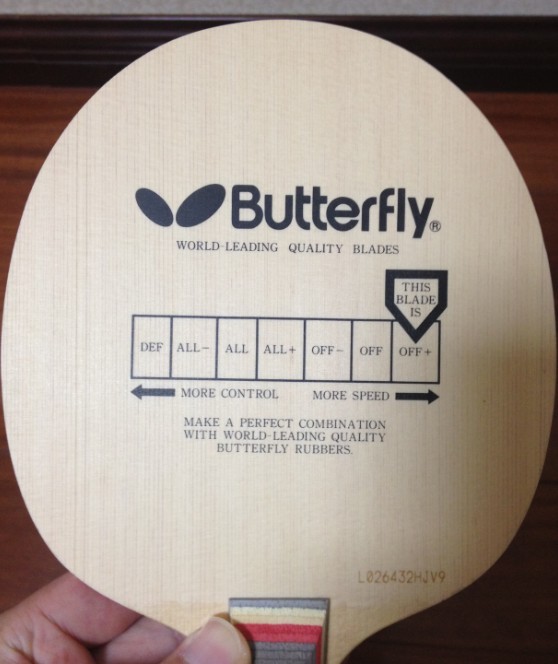 Butterfly®
WORLD-LEADING QUALITY BLADES
THIS
BLADE
IS
DEF ALL- ALL ALL+ OFF- OFF OFF+
MORE CONTROL MORE SPEED
MAKE A PERFECT COMBINATION
WITH WORLD-LEADING QUALITY
BUTTERFLY RUBBERS.
L026432HJV9